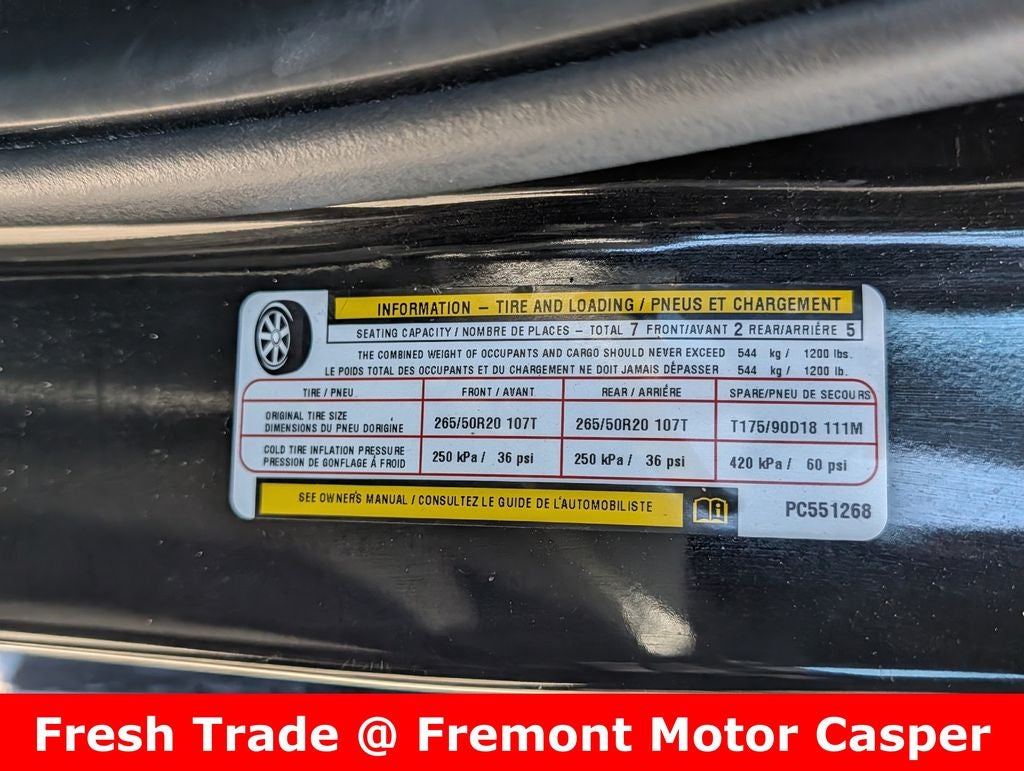 INFORMATION – TIRE AND LOADING / PNEUS ET CHARGEMENT
SEATING CAPACITY / NOMBRE DE PLACES – TOTAL 7 FRONT/AVANT 2 REAR/ARRIÉRE 5
THE COMBINED WEIGHT OF OCCUPANTS AND CARGO SHOULD NEVER EXCEED 544 kg / 1200 lbs.
LE POIDS TOTAL DES OCCUPANTS ET DU CHARGEMENT NE DOIT JAMAIS DÉPASSER 544 kg / 1200 lb.
TIRE / PNEU FRONT / AVANT REAR / ARRIÉRE SPARE/PNEU DE SECOURS
ORIGINAL TIRE SIZE
DIMENSIONS DU PNEU DORIGINE 265/50R20 107T 265/50R20 107T T175/90D18 111M
COLD TIRE INFLATION PRESSURE
PRESSION DE GONFLAGE À FROID 250 kPa / 36 psi 250 kPa / 36 psi 420 kPa / 60 psi
SEE OWNER'S MANUAL / CONSULTEZ LE GUIDE DE L'AUTOMOBILISTE
PC551268
Fresh Trade @ Fremont Motor Casper